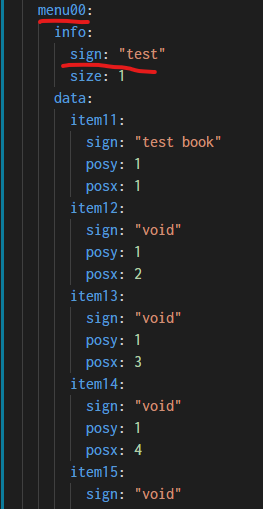 menu00:
info:
sign: "test"
size: 1
data:
item11:
sign: "test book"
posy: 1
posx: 1
item12:
sign: "void"
posy: 1
posx: 2
item13:
sign: "void"
posy: 1
posx: 3
item14:
sign: "void"
posy: 1
posx: 4
item15:
sign: "void"